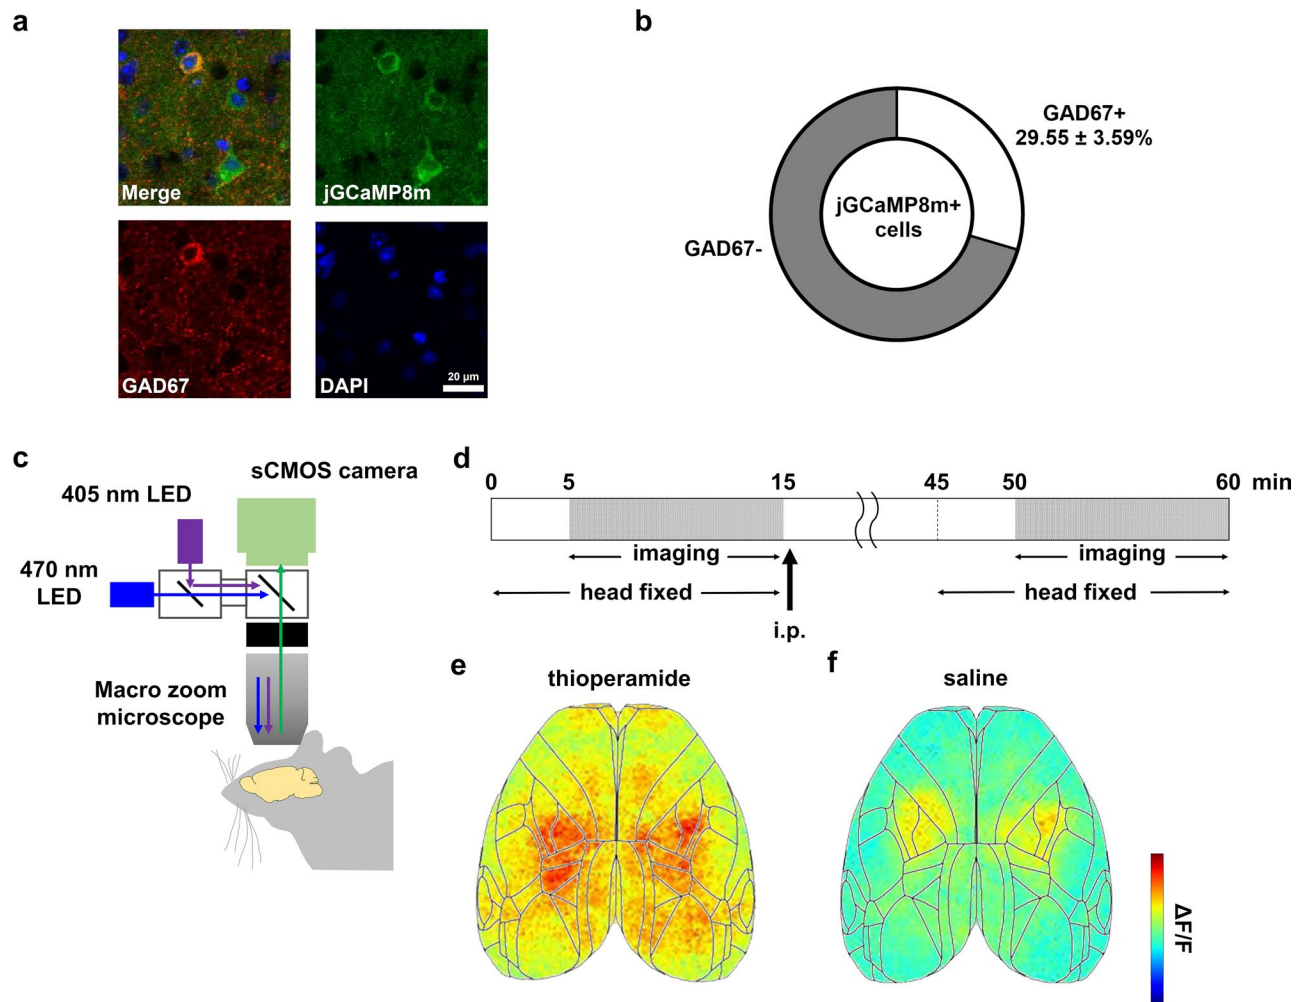 a
Merge
jGCaMP8m
GAD67
DAPI
20 μm
b
GAD67+
29.55 ± 3.59%
jGCaMP8m+
cells
GAD67-
c
sCMOS camera
405 nm LED
470 nm
LED
Macro zoom
microscope
d
0 5 15 45 50 60 min
imaging imaging
head fixed head fixed
i.p.
e
thioperamide
f
saline
ΔF/F